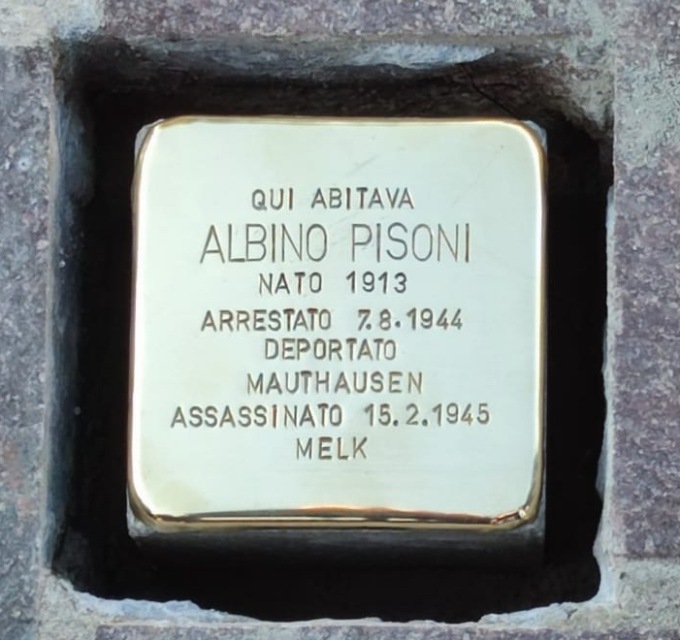 QUI ABITAVA
ALBINO PISONI
NATO 1913
ARRESTATO 7.8.1944
DEPORTATO
MAUTHAUSEN
ASSASSINATO 15.2.1945
MELK